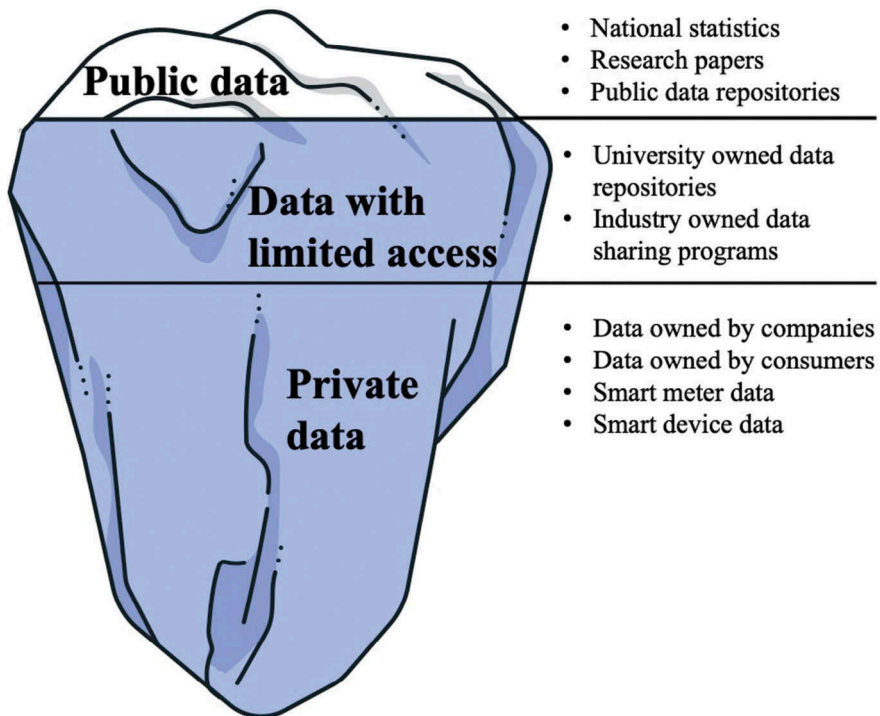 Public data
• National statistics
• Research papers
• Public data repositories
Data with
limited access
• University owned data
repositories
• Industry owned data
sharing programs
Private
data
• Data owned by companies
• Data owned by consumers
• Smart meter data
• Smart device data